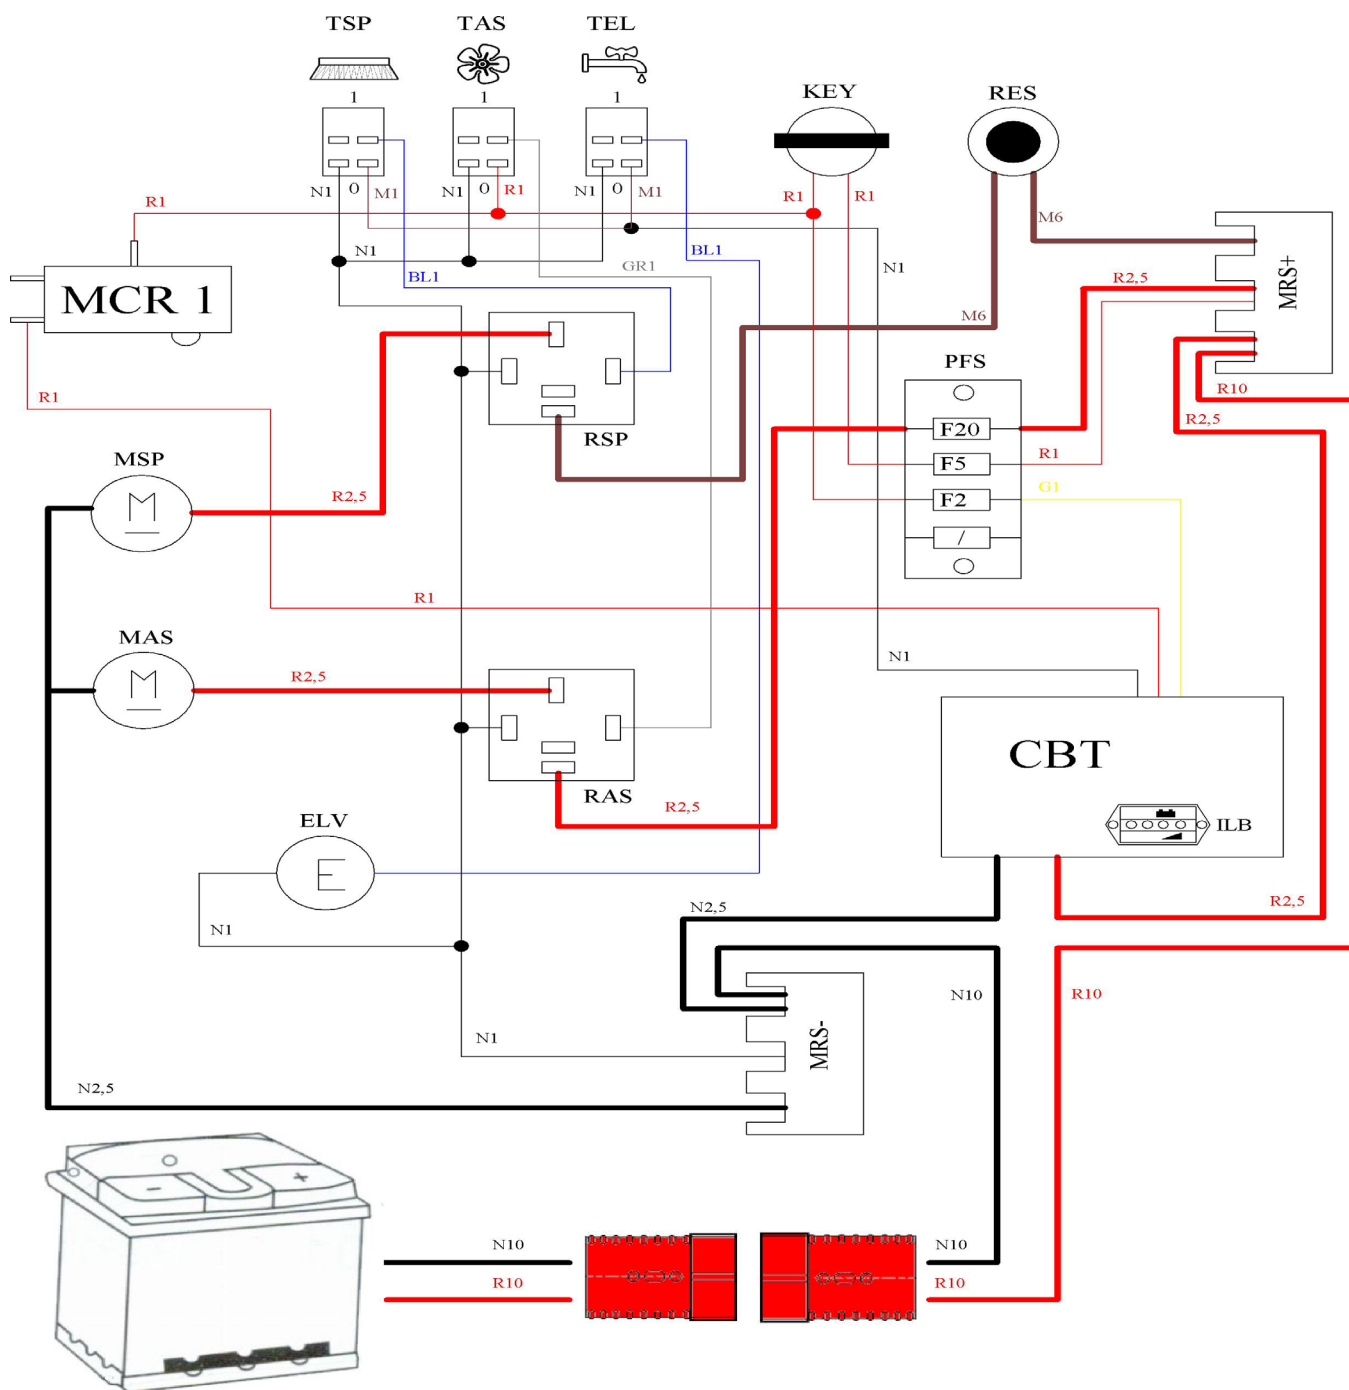 TSP TAS TEL
1 1 1
KEY RES
N1 0 M1 N1 0 R1 N1 0 M1 R1 R1
R1 M6
N1 GR1 BL1 N1
BL1 R2,5
MCR 1 MRS+
M6
PFS
R1 R10
F20 R2,5
RSP
MSP F5 R1
R2,5 F2 G1
M /
R1
MAS N1
M R2,5
CBT
RAS R2,5
ELV ILB
E
N2,5 R2,5
N1
N10 R10
N1 MRS-
N2,5
- +
N10 N10
R10 R10